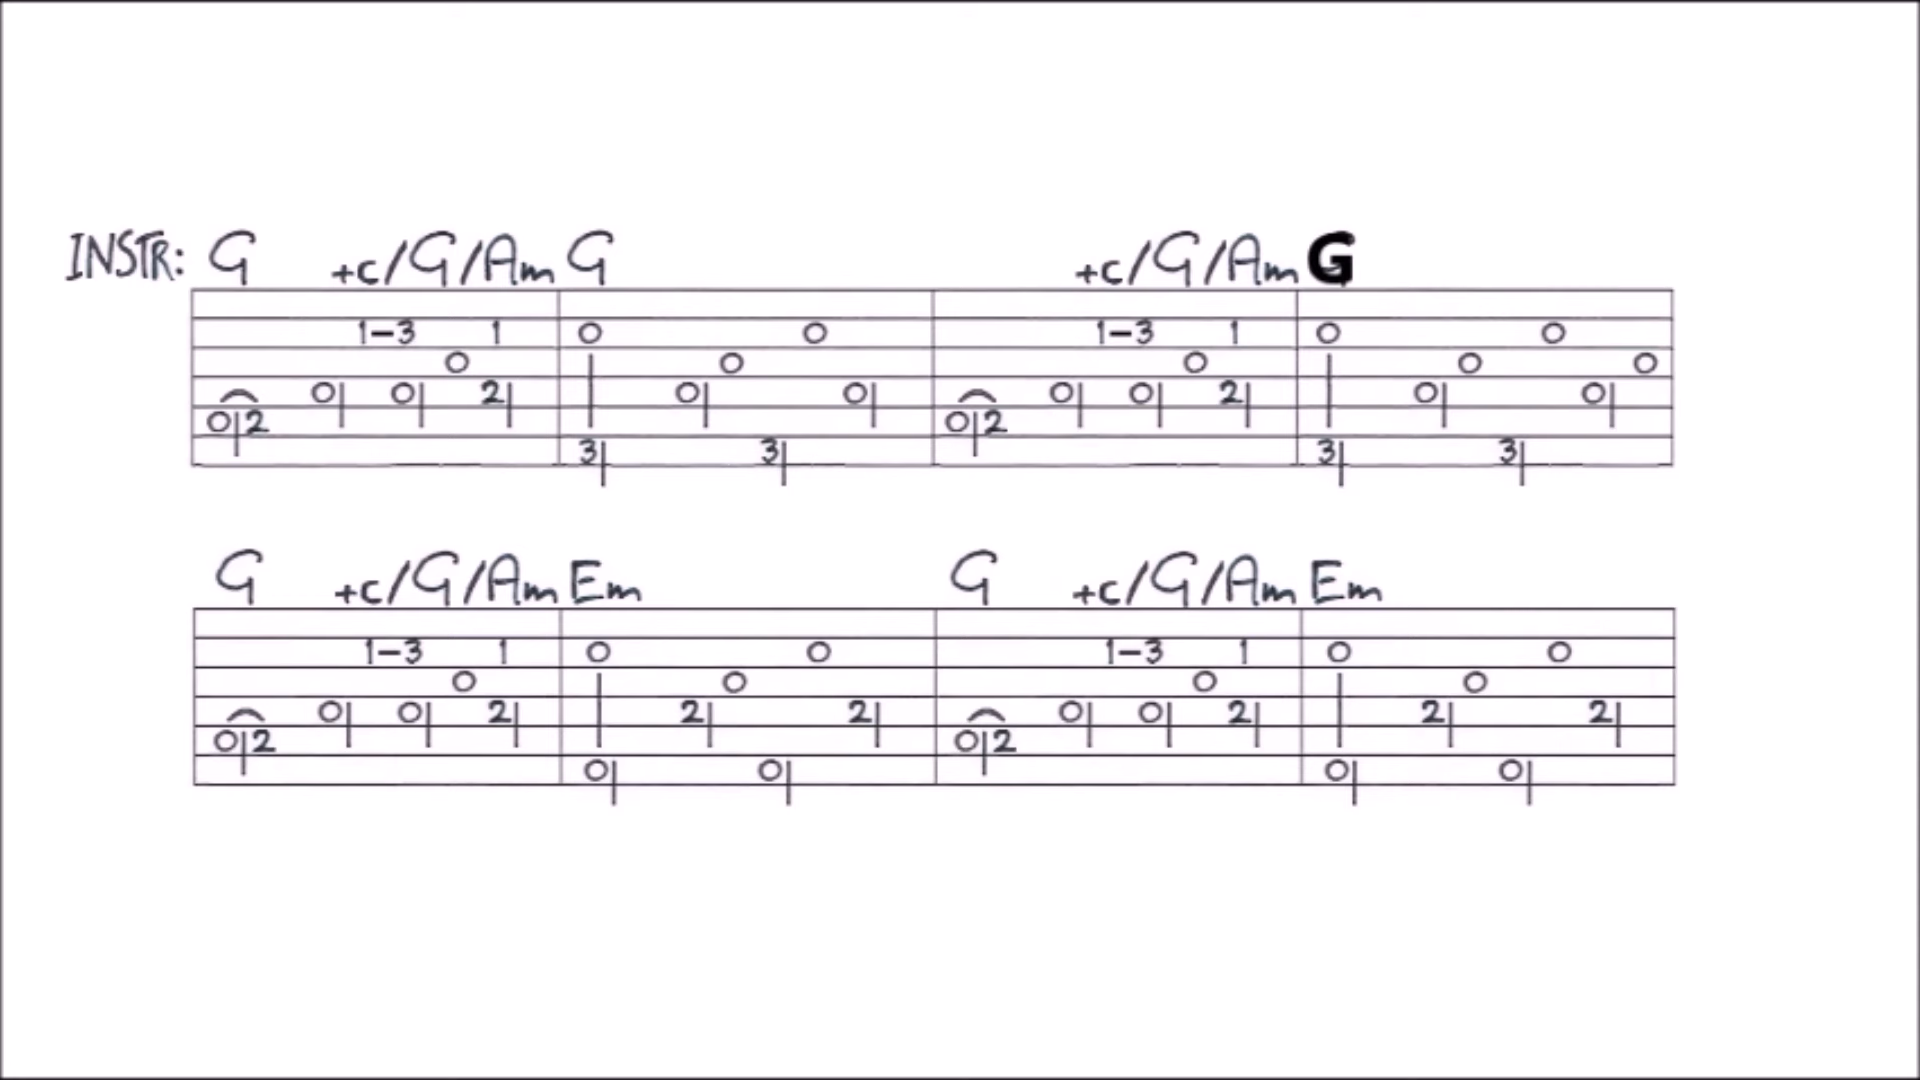 INSTR: G +c/G/Am G +c/G/Am G
1-3 1 0 0 1-3 1 0 0
0 0 0 0 0
0 0 2 0 0 0 0 2 0 0
0 2 0 2
3 3 3 3
G +c/G/Am Em G +c/G/Am Em
1-3 1 0 0 1-3 1 0 0
0 0 0 0
0 0 2 2 2 0 0 2 2 2
0 2 0 2
0 0 0 0